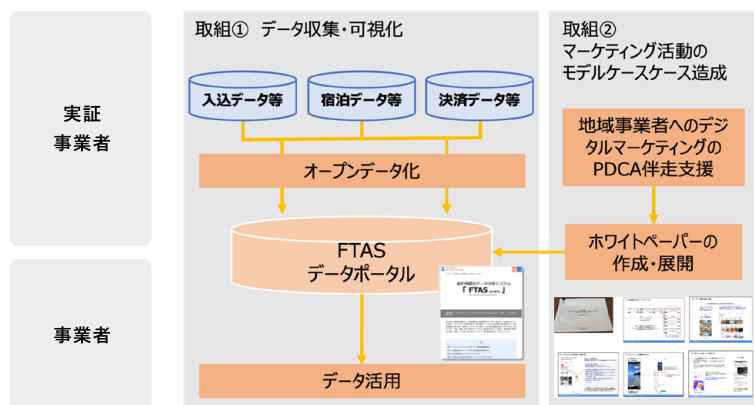 実証
事業者
事業者
取組① データ収集・可視化
入込データ等
宿泊データ等
決済データ等
オープンデータ化
FTAS
データポータル
福井県観光データ分析システム
「 FTAS 」
データ活用
取組②
マーケティング活動の
モデルケースケース造成
地域事業者へのデジ
タルマーケティングの
PDCA伴走支援
ホワイトペーパーの
作成・展開